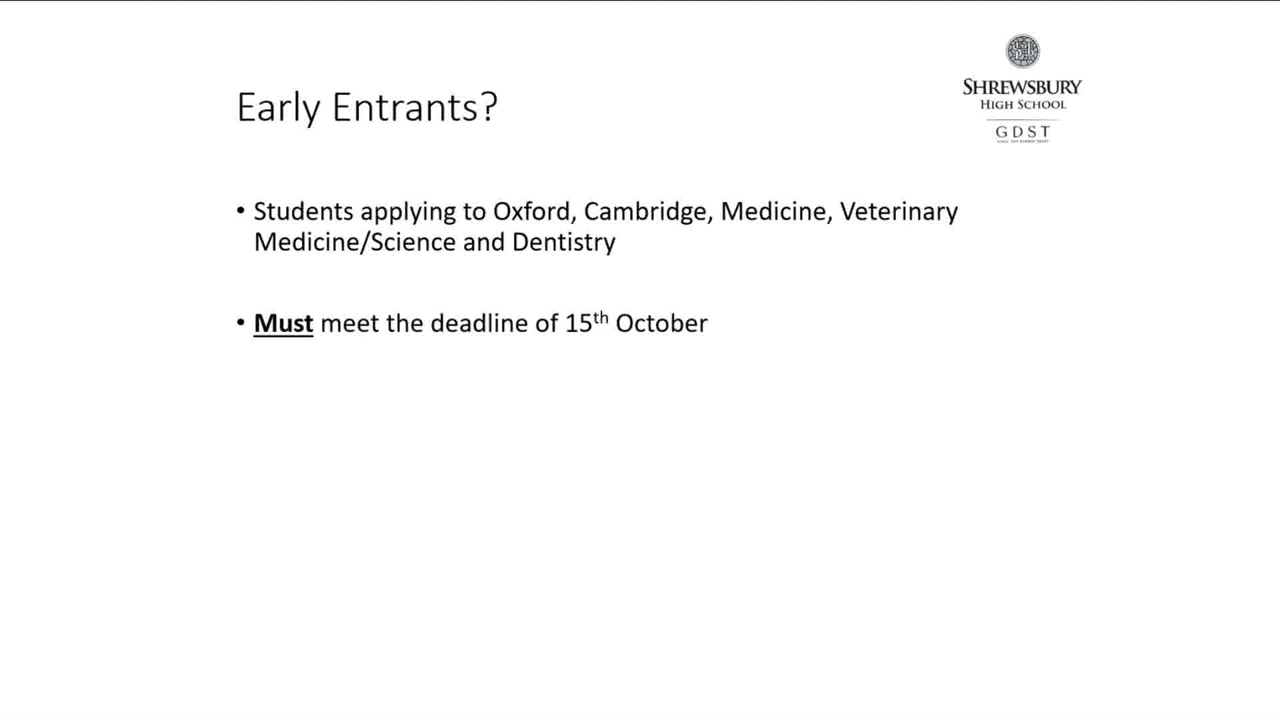 SHREWSBURY
HIGH SCHOOL
GDST
Early Entrants?
• Students applying to Oxford, Cambridge, Medicine, Veterinary
Medicine/Science and Dentistry
• Must meet the deadline of 15th October